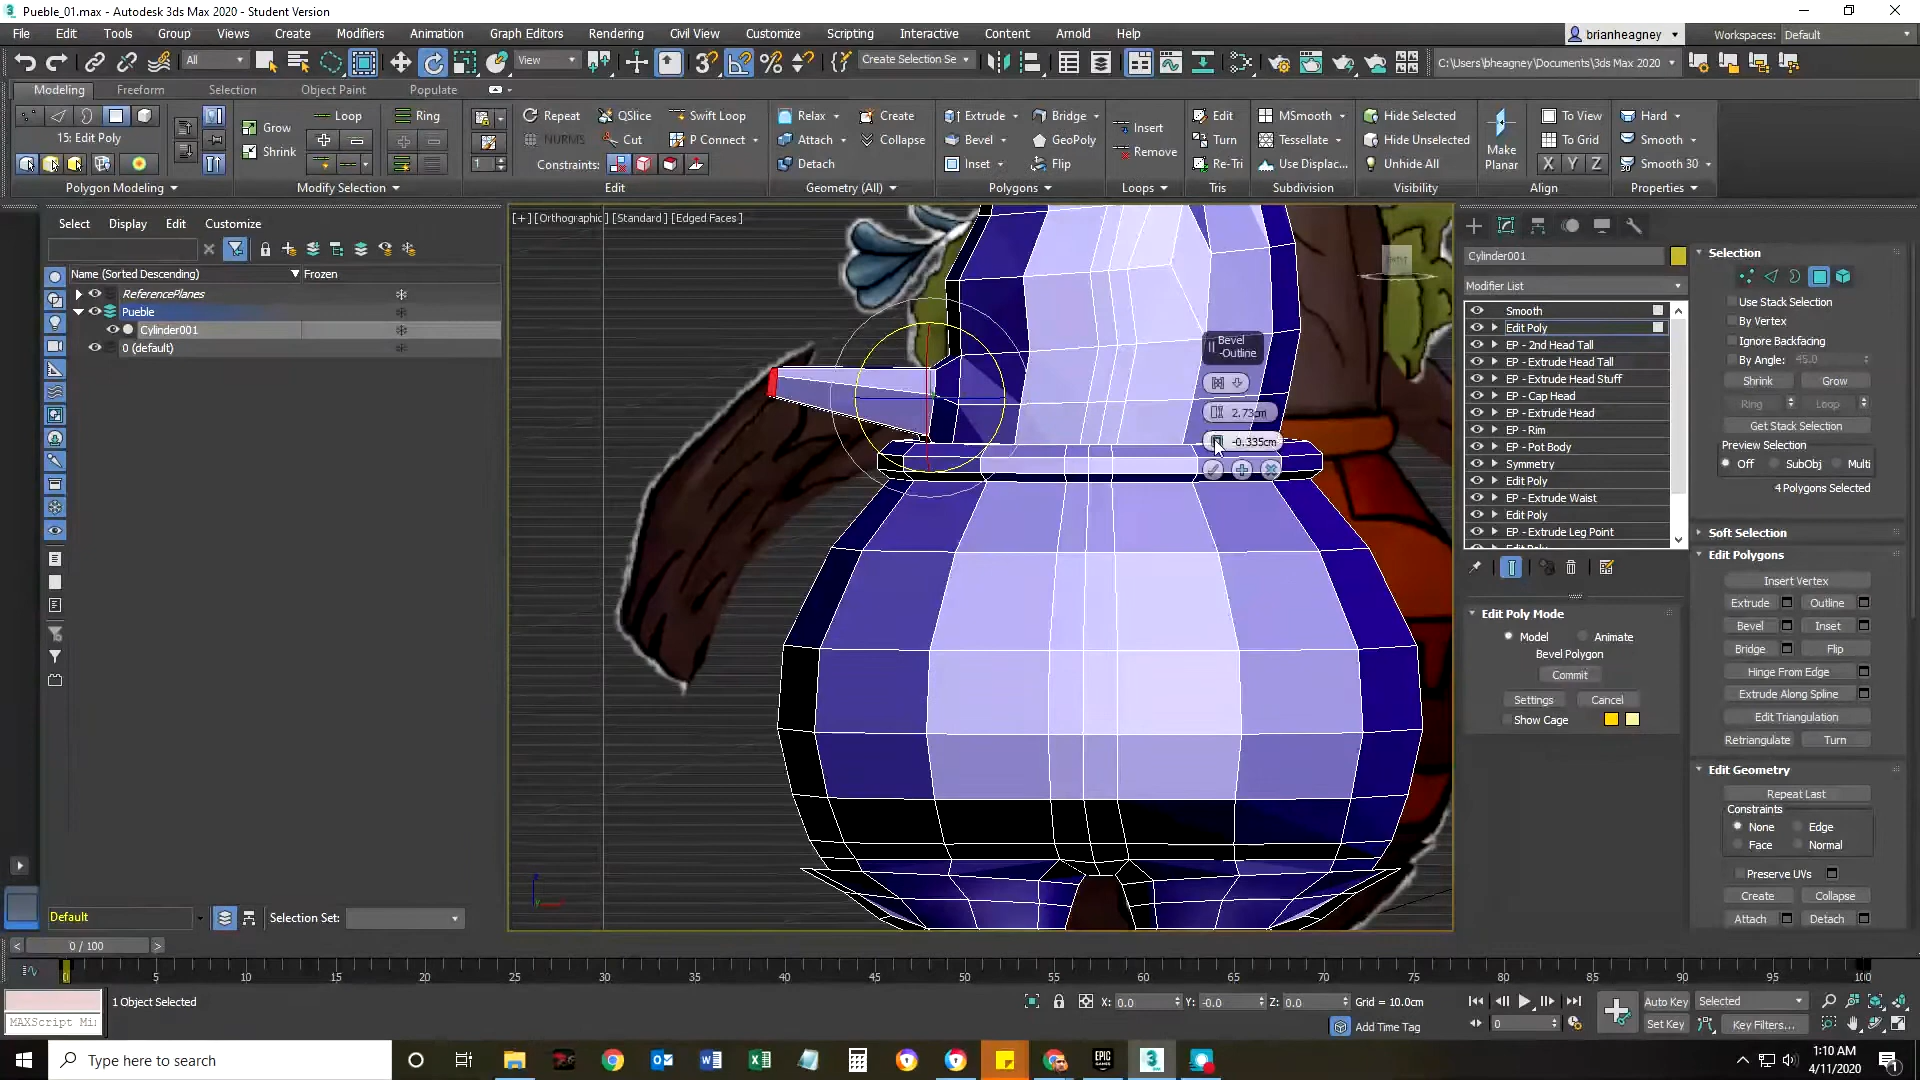 Pueble_01.max - Autodesk 3ds Max 2020 - Student Version
File Edit Tools Group Views Create Modifiers Animation Graph Editors Rendering Civil View Customize Scripting Interactive Content Arnold Help brianheagney Workspaces: Default
All View Create Selection Se C:\Users\bheagney\Documents\3ds Max 2020
Modeling Freeform Selection Object Paint Populate
Grow Loop Ring Repeat QSlice Swift Loop Relax Create Extrude Bridge Insert Edit MSmooth Hide Selected To View Hard
15: Edit Poly NURMS Cut P Connect Attach Collapse Bevel GeoPoly Turn Tessellate Hide Unselected Make Planar To Grid Smooth
Shrink 1 Constraints: Detach Inset Flip Remove Re-Tri Use Displac... Unhide All X Y Z Smooth 30
Polygon Modeling Modify Selection Edit Geometry (All) Polygons Loops Tris Subdivision Visibility Align Properties
Select Display Edit Customize
Name (Sorted Descending) Frozen
ReferencePlanes
Pueble
Cylinder001
0 (default)
[+] [Orthographic] [Standard] [Edged Faces]
Bevel
-Outline
2.73cm
-0.335cm
Cylinder001
Modifier List
Smooth
Edit Poly
EP - 2nd Head Tall
EP - Extrude Head Tall
EP - Extrude Head Stuff
EP - Cap Head
EP - Extrude Head
EP - Rim
EP - Pot Body
Symmetry
Edit Poly
EP - Extrude Waist
Edit Poly
EP - Extrude Leg Point
Edit Poly Mode
Model Animate
Bevel Polygon
Commit
Settings Cancel
Show Cage
Selection
Use Stack Selection
By Vertex
Ignore Backfacing
By Angle: 45.0
Shrink Grow
Ring Loop
Get Stack Selection
Preview Selection
Off SubObj Multi
4 Polygons Selected
Soft Selection
Edit Polygons
Insert Vertex
Extrude Outline
Bevel Inset
Bridge Flip
Hinge From Edge
Extrude Along Spline
Edit Triangulation
Retriangulate Turn
Edit Geometry
Repeat Last
Constraints
None Edge
Face Normal
Preserve UVs
Create Collapse
Attach Detach
Default Selection Set:
< 0 / 100 >
0 5 10 15 20 25 30 35 40 45 50 55 60 65 70 75 80 85 90 95 100
1 Object Selected X: 0.0 Y: -0.0 Z: 0.0 Grid = 10.0cm Auto Key Selected
MAXScript Mi Add Time Tag 0 Set Key Key Filters...
Type here to search
1:10 AM
4/11/2020